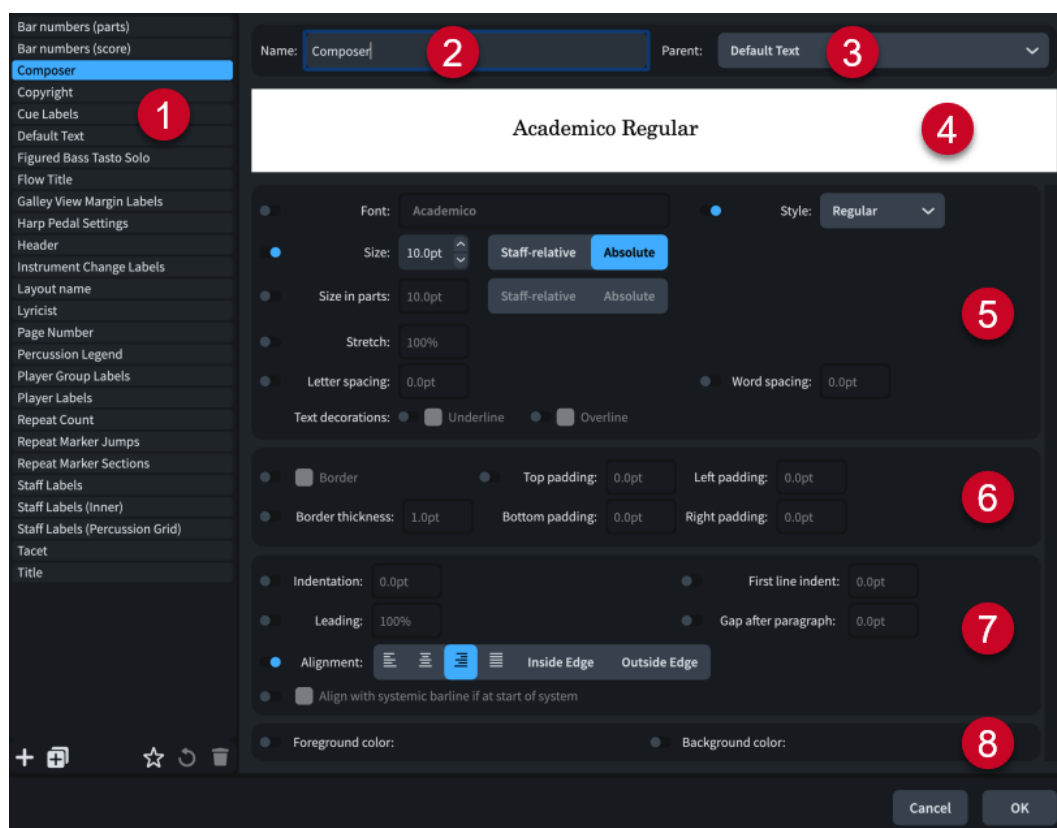 Bar numbers (parts)
Bar numbers (score)
Composer
Copyright
Cue Labels
Default Text
Figured Bass Tasto Solo
Flow Title
Galley View Margin Labels
Harp Pedal Settings
Header
Instrument Change Labels
Layout name
Lyricist
Page Number
Percussion Legend
Player Group Labels
Player Labels
Repeat Count
Repeat Marker Jumps
Repeat Marker Sections
Staff Labels
Staff Labels (Inner)
Staff Labels (Percussion Grid)
Tacet
Title
1
Name: Composer 2 Parent: Default Text 3
Academico Regular 4
Font: Academico Style: Regular
Size: 10.0pt Staff-relative Absolute
Size in parts: 10.0pt Staff-relative Absolute
5
Stretch: 100%
Letter spacing: 0.0pt Word spacing: 0.0pt
Text decorations: Underline Overline
Border Top padding: 0.0pt Left padding: 0.0pt
6
Border thickness: 1.0pt Bottom padding: 0.0pt Right padding: 0.0pt
Indentation: 0.0pt First line indent: 0.0pt
Leading: 100% Gap after paragraph: 0.0pt
7
Alignment: Inside Edge Outside Edge
Align with systemic barline if at start of system
Foreground color: Background color: 8
Cancel OK